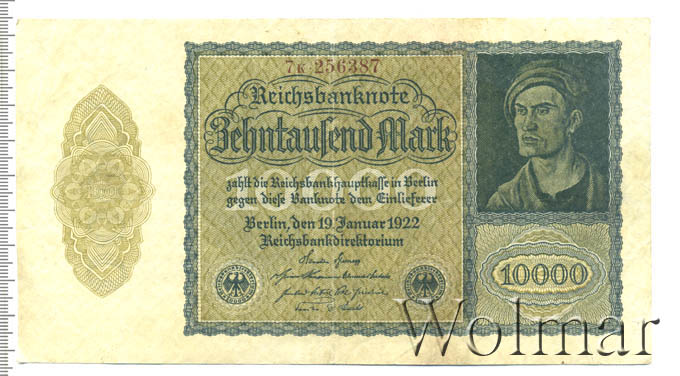 7K 256387
Reichsbanknote
Zehntausend Mark
10000
zahlt die Reichsbankhauptkasse in Berlin
gegen diese Banknote dem Einlieferer
Berlin, den 19. Januar 1922
Reichsbankdirektorium
10000
Wolmar